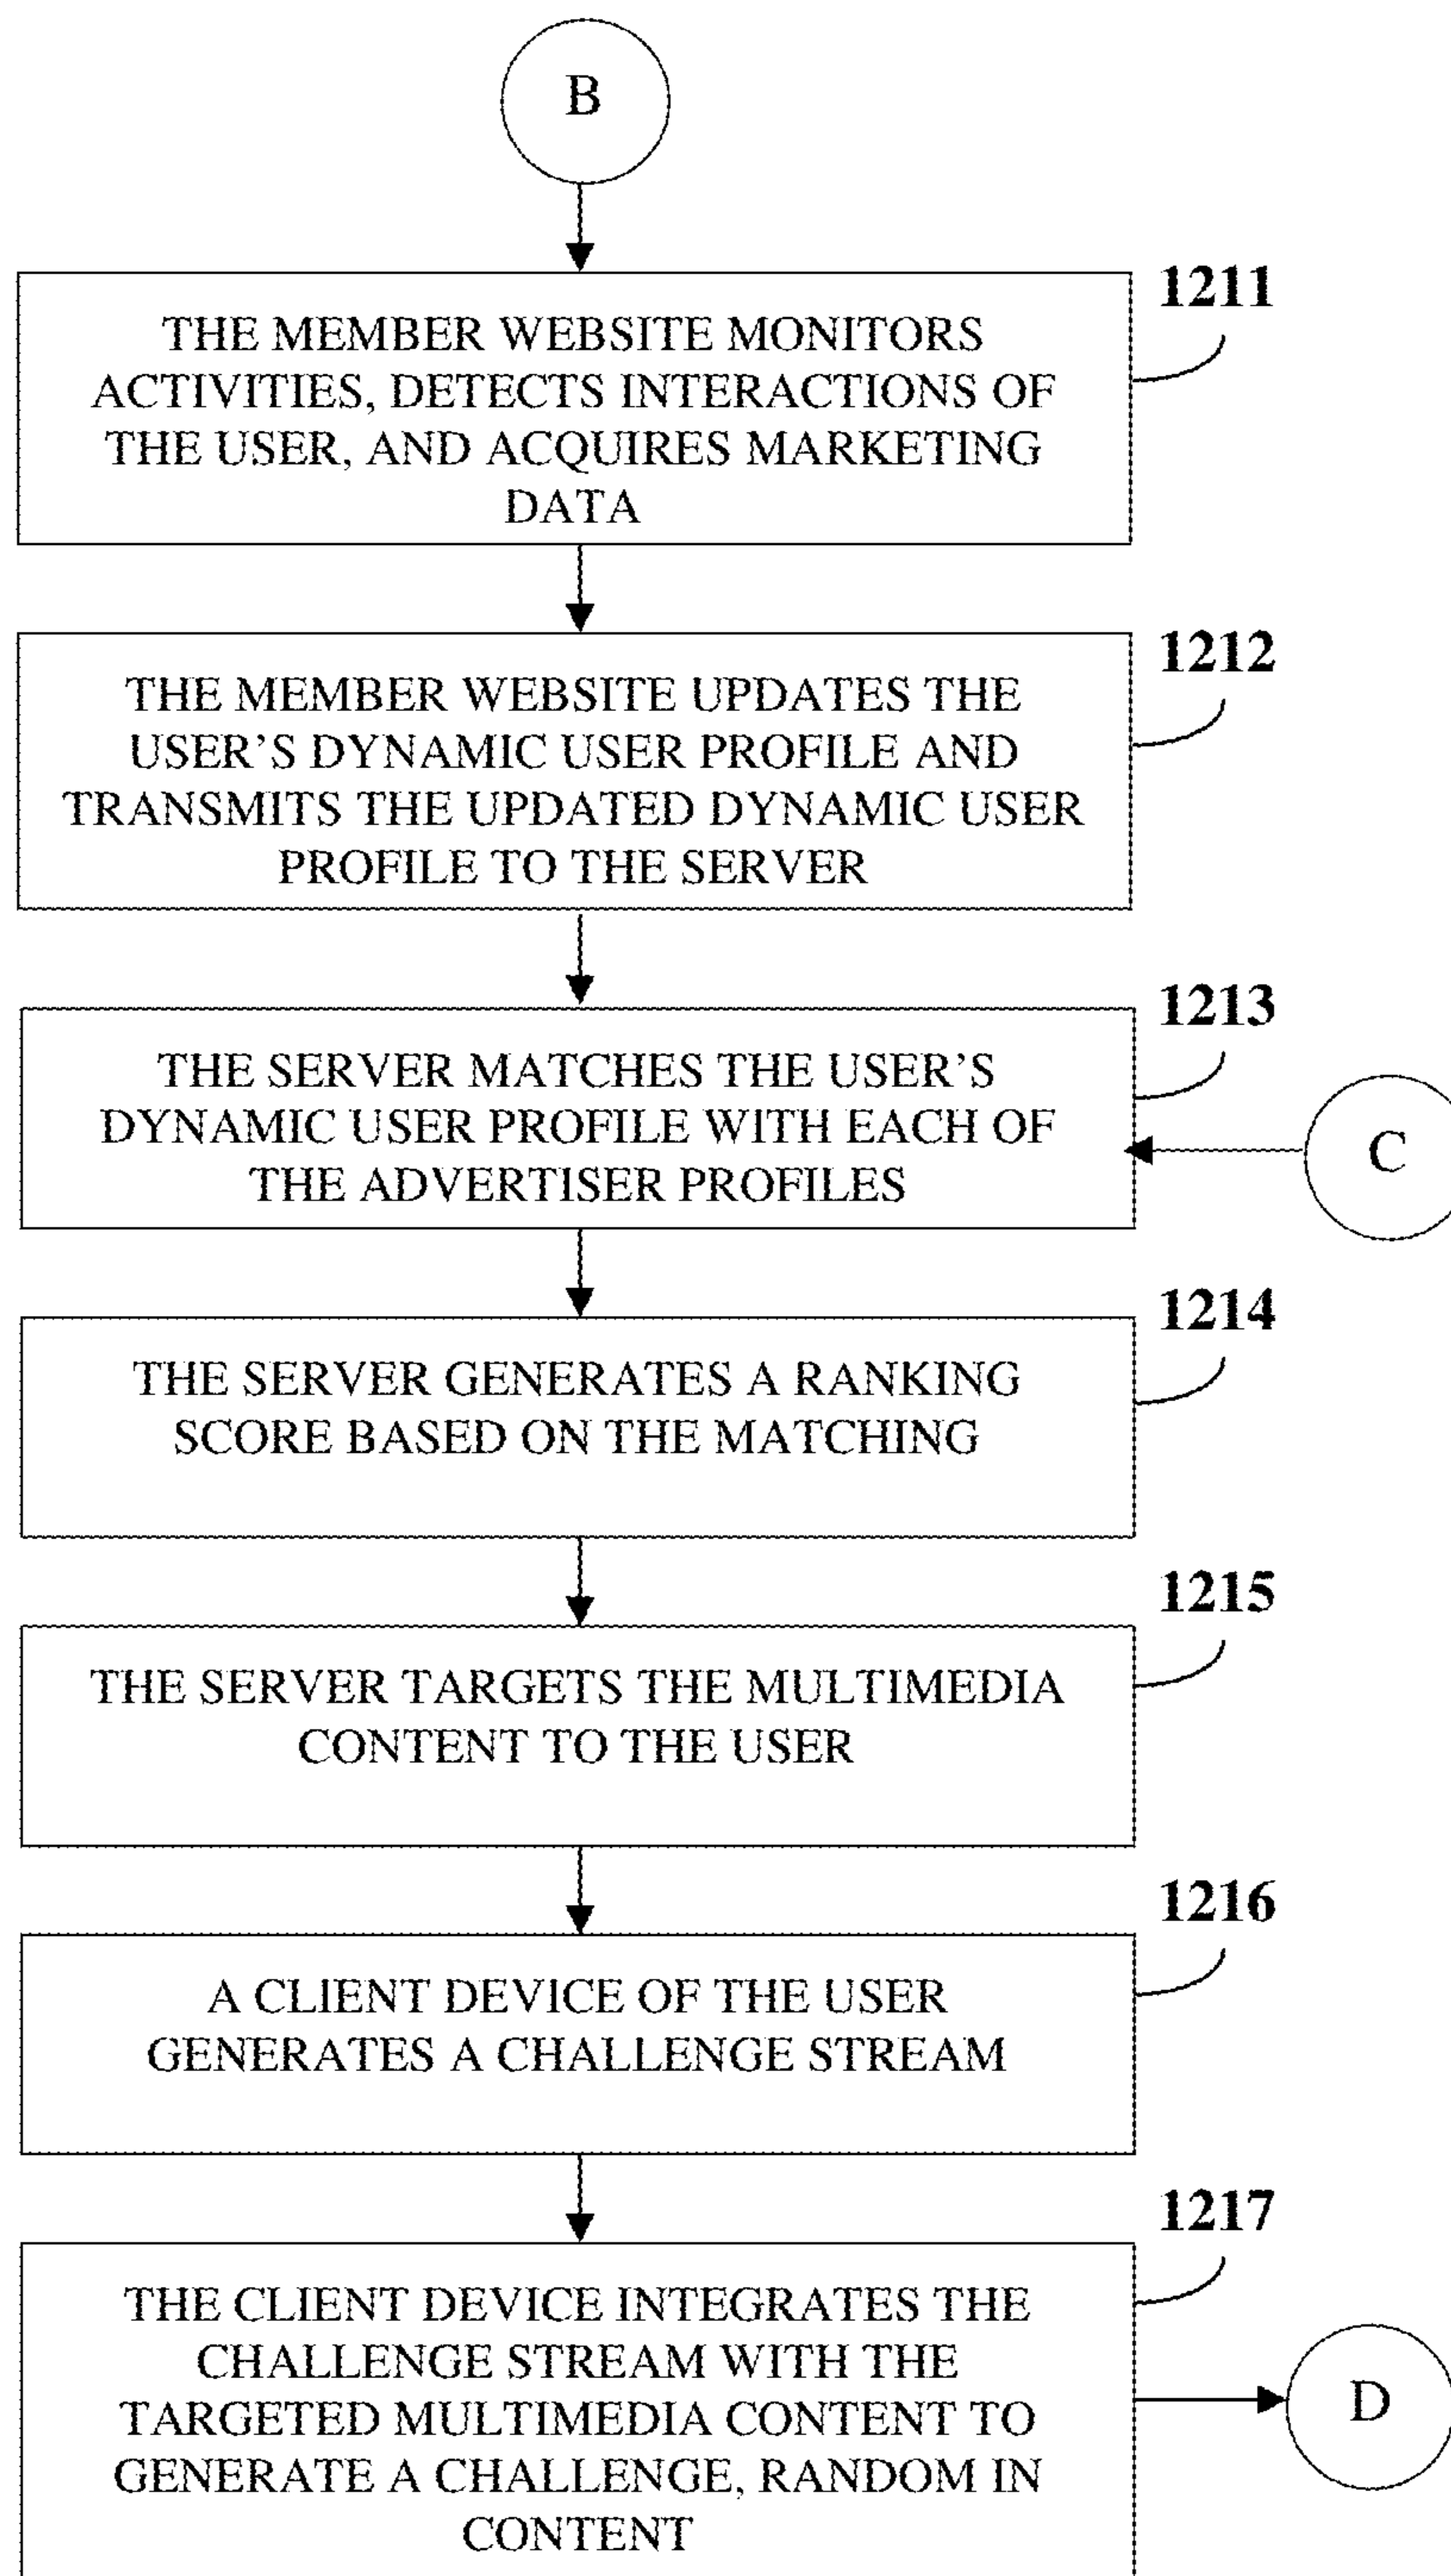 B
1211
THE MEMBER WEBSITE MONITORS
ACTIVITIES, DETECTS INTERACTIONS OF
THE USER, AND ACQUIRES MARKETING
DATA
1212
THE MEMBER WEBSITE UPDATES THE
USER’S DYNAMIC USER PROFILE AND
TRANSMITS THE UPDATED DYNAMIC USER
PROFILE TO THE SERVER
1213
THE SERVER MATCHES THE USER’S
DYNAMIC USER PROFILE WITH EACH OF
THE ADVERTISER PROFILES
C
1214
THE SERVER GENERATES A RANKING
SCORE BASED ON THE MATCHING
1215
THE SERVER TARGETS THE MULTIMEDIA
CONTENT TO THE USER
1216
A CLIENT DEVICE OF THE USER
GENERATES A CHALLENGE STREAM
1217
THE CLIENT DEVICE INTEGRATES THE
CHALLENGE STREAM WITH THE
TARGETED MULTIMEDIA CONTENT TO
GENERATE A CHALLENGE, RANDOM IN
CONTENT
D